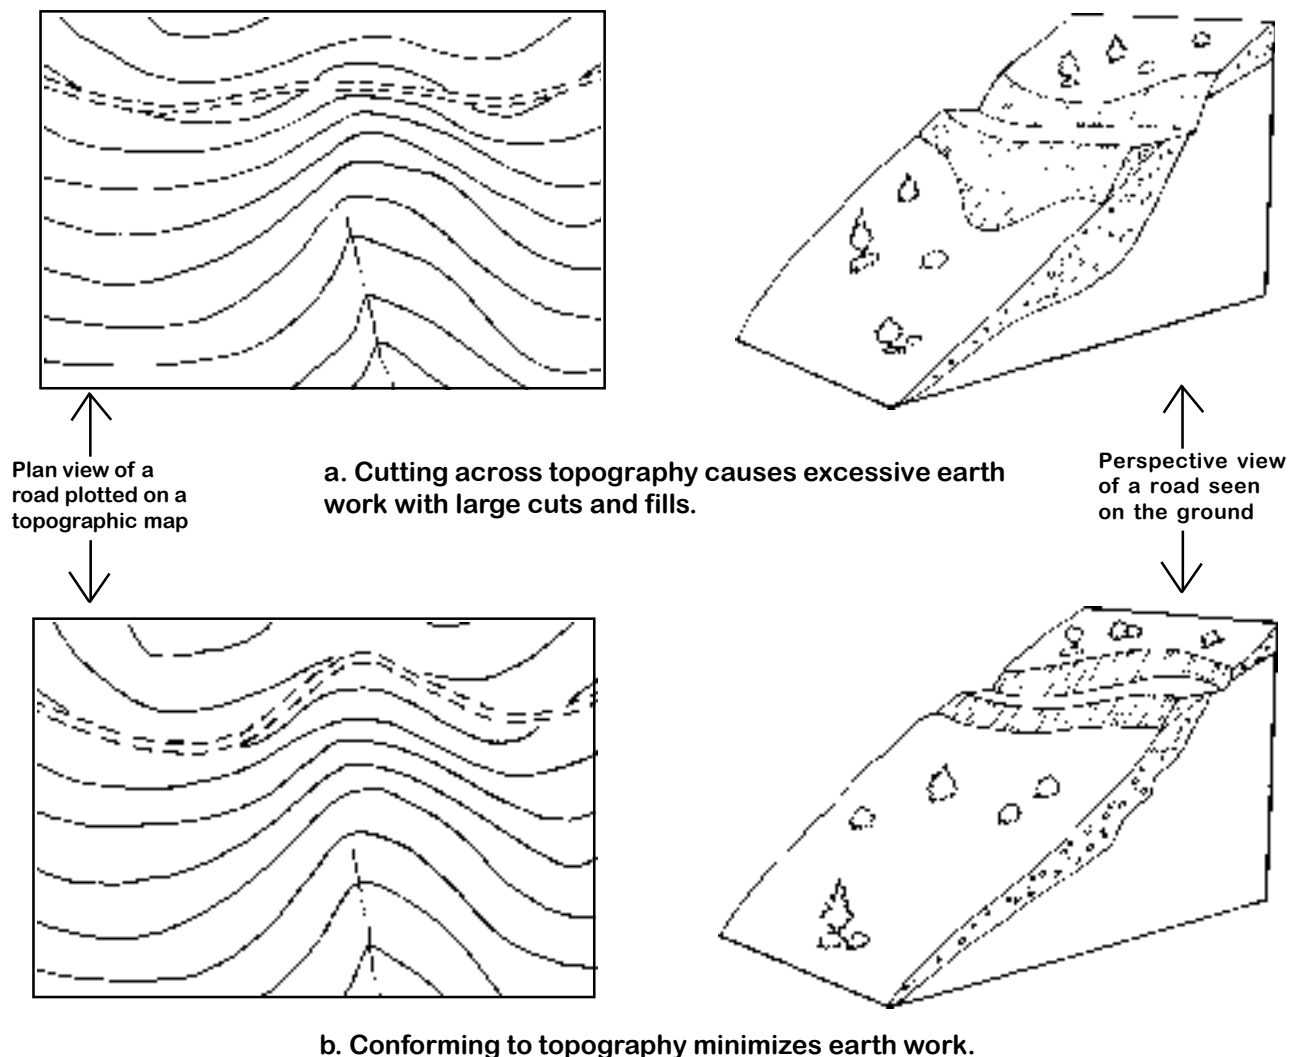 Plan view of a
road plotted on a
topographic map
a. Cutting across topography causes excessive earth
work with large cuts and fills.
Perspective view
of a road seen
on the ground
b. Conforming to topography minimizes earth work.